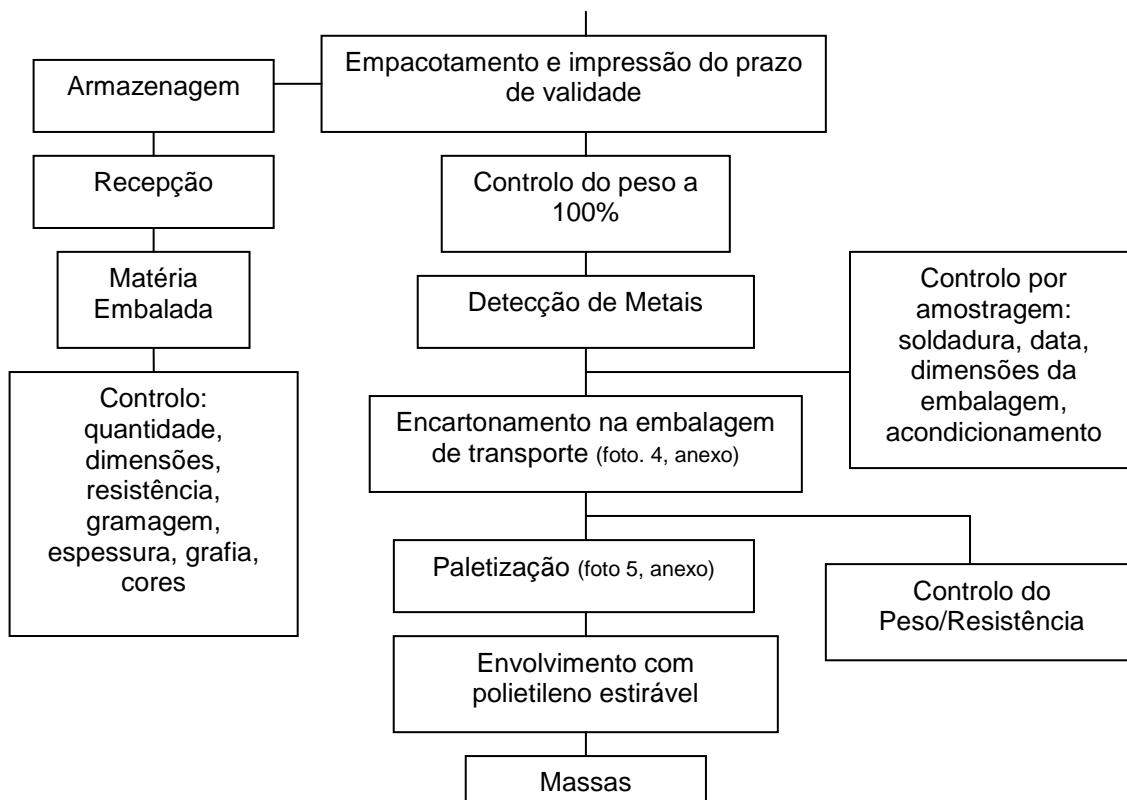 Empacotamento e impressão do prazo
de validade
Armazenagem
Recepção
Matéria
Embalada
Controlo:
quantidade,
dimensões,
resistência,
gramagem,
espessura, grafia,
cores
Controlo do peso a
100%
Detecção de Metais
Controlo por
amostragem:
soldadura, data,
dimensões da
embalagem,
acondicionamento
Encartonamento na embalagem
de transporte (foto. 4, anexo)
Paletização (foto 5, anexo)
Controlo do
Peso/Resistência
Envolvimento com
polietileno estirável
Massas